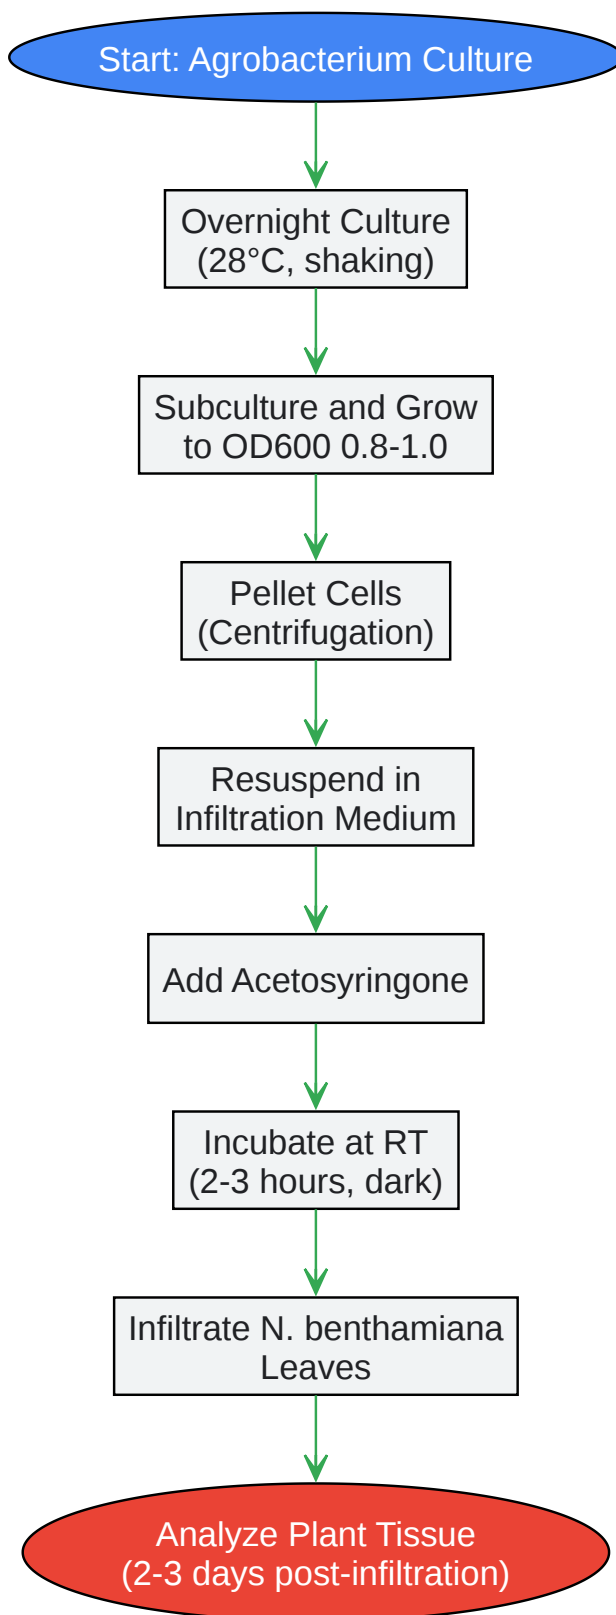 Start: Agrobacterium Culture
Overnight Culture
(28°C, shaking)
Subculture and Grow
to OD600 0.8-1.0
Pellet Cells
(Centrifugation)
Resuspend in
Infiltration Medium
Add Acetosyringone
Incubate at RT
(2-3 hours, dark)
Infiltrate N. benthamiana
Leaves
Analyze Plant Tissue
(2-3 days post-infiltration)